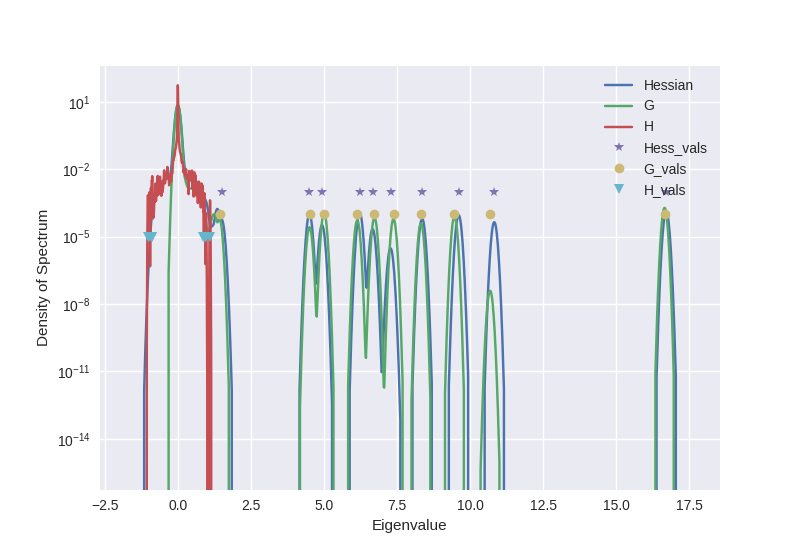 Hessian
G
H
Hess_vals
G_vals
H_vals
10^1
10^−2
10^−5
10^−8
10^−11
10^−14
Density of Spectrum
−2.5 0.0 2.5 5.0 7.5 10.0 12.5 15.0 17.5
Eigenvalue